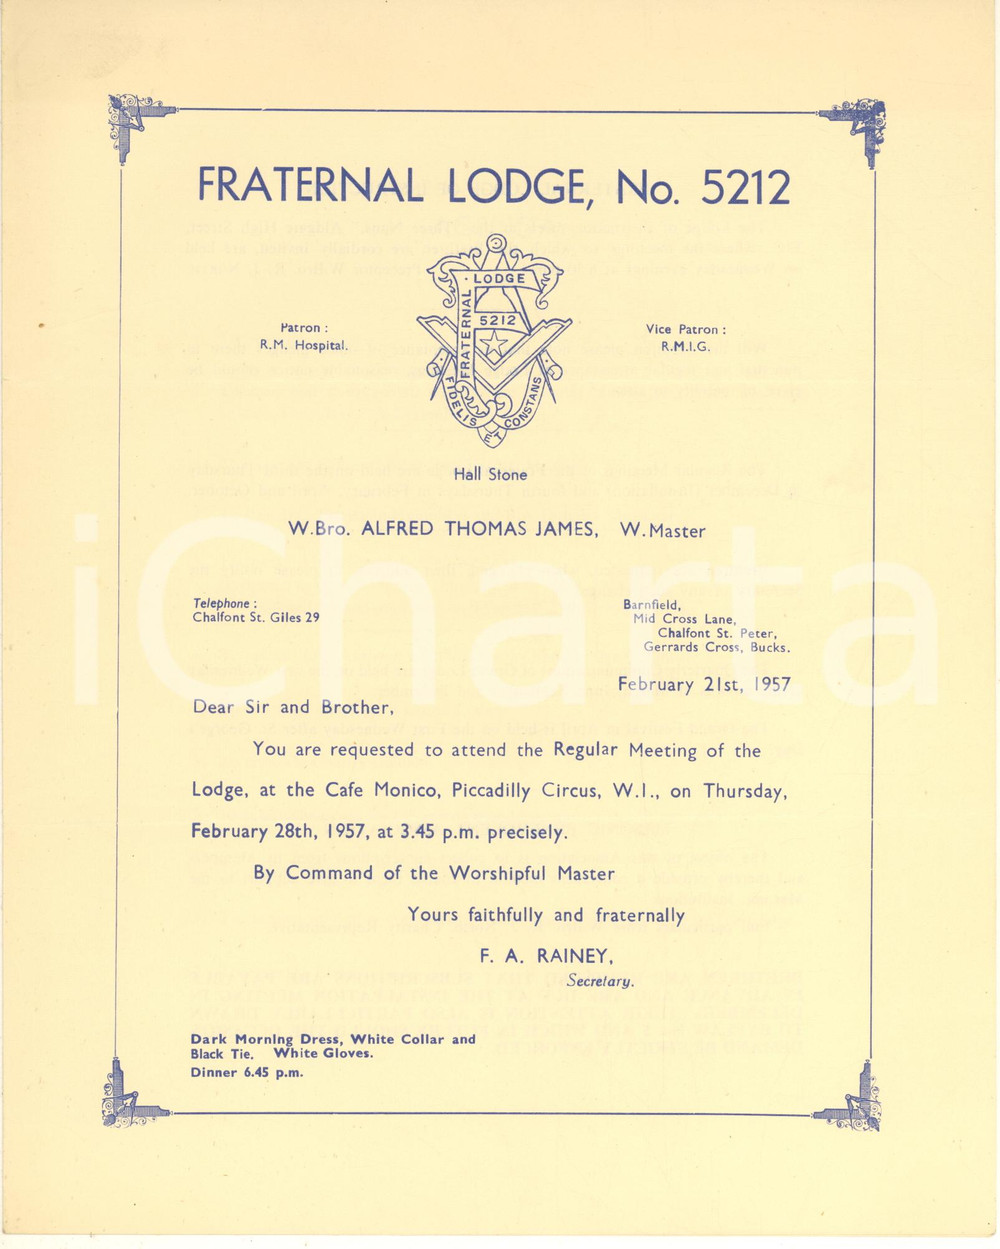 FRATERNAL LODGE, No. 5212
LODGE
FRATERNAL
5212
FIDELIS ET CONSTANS
Patron :
R.M. Hospital.
Vice Patron :
R.M.I.G.
Hall Stone
W.Bro. ALFRED THOMAS JAMES, W.Master
Telephone :
Chalfont St. Giles 29
Barnfield,
Mid Cross Lane,
Chalfont St. Peter,
Gerrards Cross, Bucks.
February 21st, 1957
Dear Sir and Brother,
You are requested to attend the Regular Meeting of the
Lodge, at the Cafe Monico, Piccadilly Circus, W.I., on Thursday,
February 28th, 1957, at 3.45 p.m. precisely.
By Command of the Worshipful Master
Yours faithfully and fraternally
F. A. RAINEY,
Secretary.
Dark Morning Dress, White Collar and
Black Tie. White Gloves.
Dinner 6.45 p.m.
iCharta